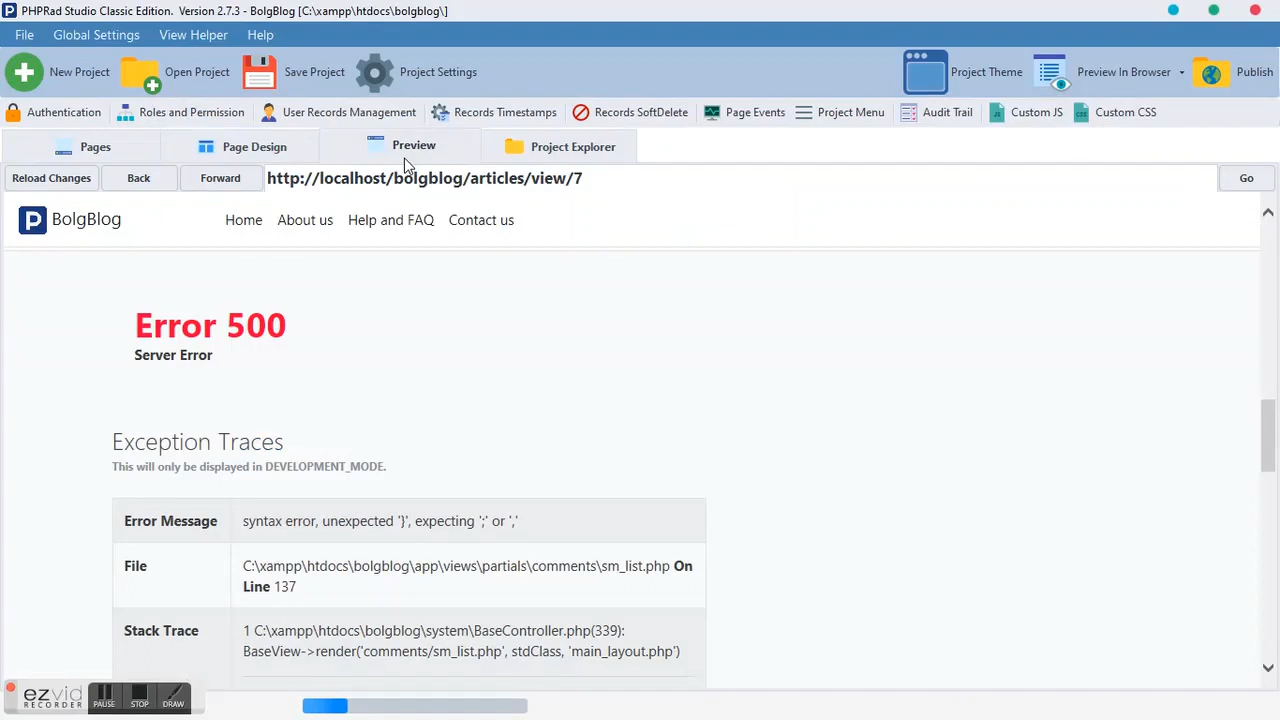 PHPRad Studio Classic Edition. Version 2.7.3 - BolgBlog [C:\xampp\htdocs\bolgblog\]
File Global Settings View Helper Help
New Project Open Project Save Project Project Settings Project Theme Preview In Browser Publish
Authentication Roles and Permission User Records Management Records Timestamps Records SoftDelete Page Events Project Menu Audit Trail Custom JS Custom CSS
Pages Page Design Preview Project Explorer
Reload Changes Back Forward http://localhost/bolgblog/articles/view/7 Go
BolgBlog Home About us Help and FAQ Contact us
Error 500
Server Error
Exception Traces
This will only be displayed in DEVELOPMENT_MODE.
Error Message syntax error, unexpected '}', expecting ';' or ','
File C:\xampp\htdocs\bolgblog\app\views\partials\comments\sm_list.php On
Line 137
Stack Trace 1 C:\xampp\htdocs\bolgblog\system\BaseController.php(339):
BaseView->render('comments/sm_list.php', stdClass, 'main_layout.php')
ezvid
RECORDER PAUSE STOP DRAW